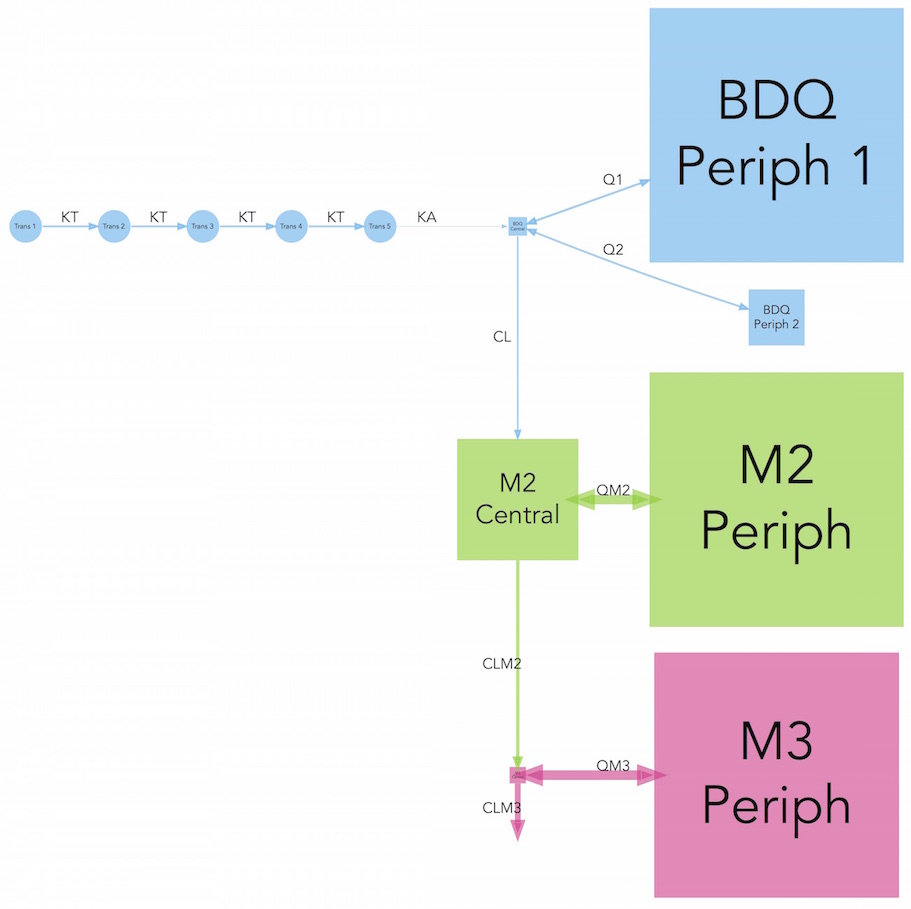 BDQ
Periph 1
Q1
KT
KT
KT
KT
KA
Trans 1
Trans 2
Trans 3
Trans 4
Trans 5
BDQ
Central
Q2
BDQ
Periph 2
CL
M2
Central
QM2
M2
Periph
CLM2
M3
Periph
QM3
CLM3